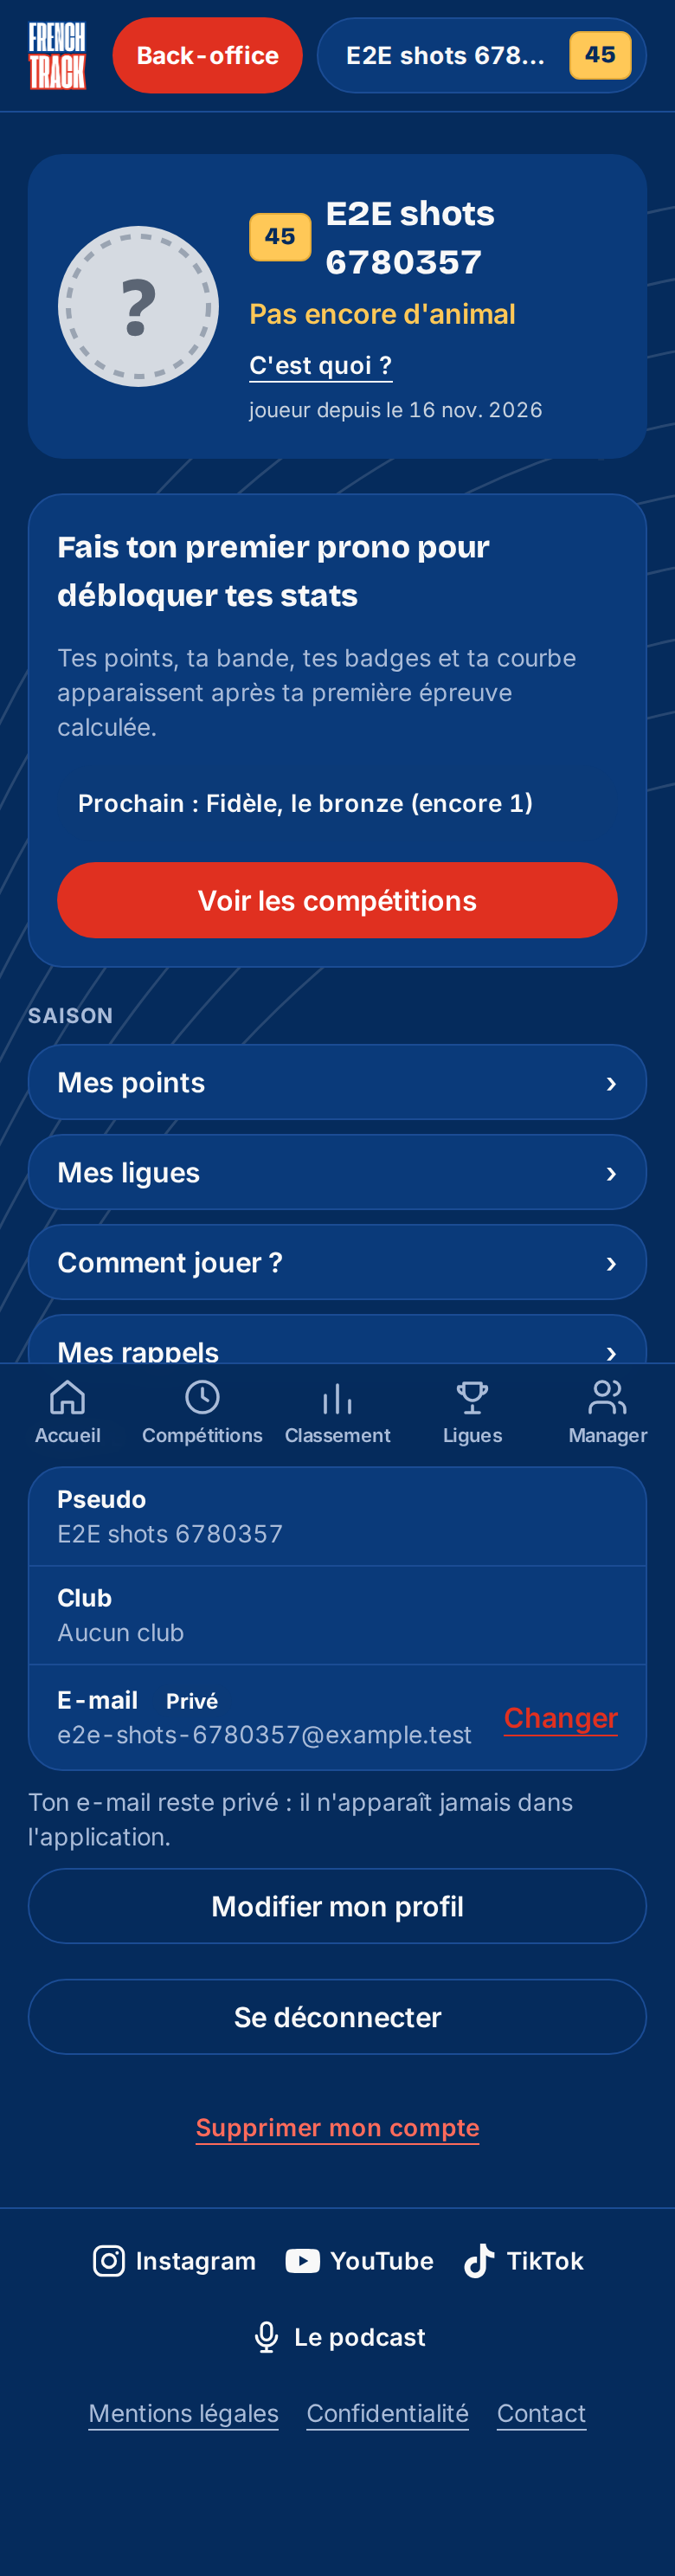 FRENCH
TRACK
Back-office
E2E shots 678...
45
?
45
E2E shots
6780357
Pas encore d'animal
C'est quoi ?
joueur depuis le 16 nov. 2026
Fais ton premier prono pour
débloquer tes stats
Tes points, ta bande, tes badges et ta courbe
apparaissent après ta première épreuve
calculée.
Prochain : Fidèle, le bronze (encore 1)
Voir les compétitions
SAISON
Mes points ›
Mes ligues ›
Comment jouer ? ›
Mes rappels ›
Accueil
Compétitions
Classement
Ligues
Manager
Pseudo
E2E shots 6780357
Club
Aucun club
E-mail Privé
e2e-shots-6780357@example.test
Changer
Ton e-mail reste privé : il n'apparaît jamais dans
l'application.
Modifier mon profil
Se déconnecter
Supprimer mon compte
Instagram
YouTube
TikTok
Le podcast
Mentions légales
Confidentialité
Contact